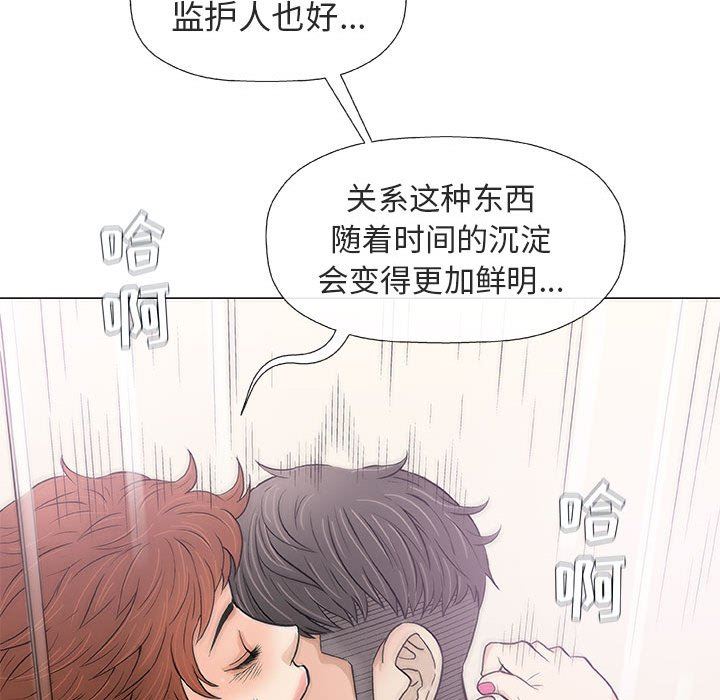 监护人也好...
关系这种东西
随着时间的沉淀
会变得更加鲜明...
哈
啊
哈
啊